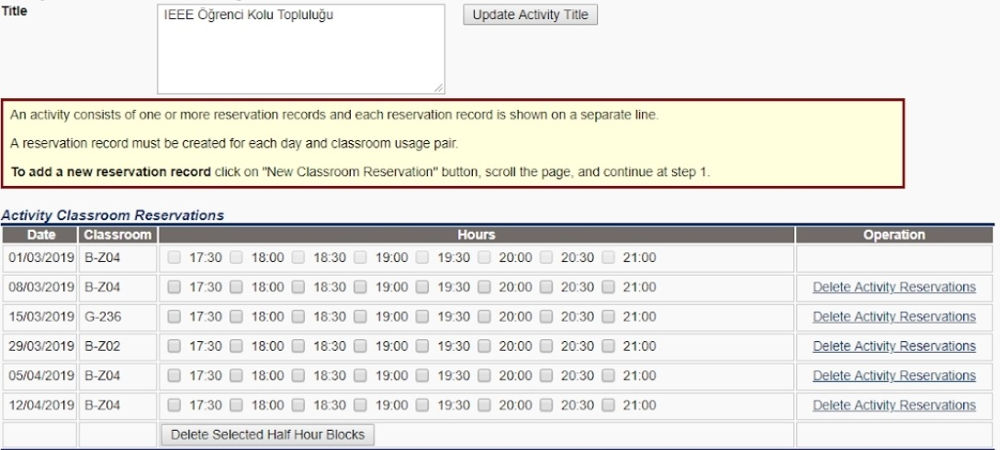 Title
IEEE Öğrenci Kolu Topluluğu
Update Activity Title
An activity consists of one or more reservation records and each reservation record is shown on a separate line.
A reservation record must be created for each day and classroom usage pair.
To add a new reservation record click on "New Classroom Reservation" button, scroll the page, and continue at step 1.
Activity Classroom Reservations
Date Classroom Hours Operation
01/03/2019 B-Z04 17:30 18:00 18:30 19:00 19:30 20:00 20:30 21:00
08/03/2019 B-Z04 17:30 18:00 18:30 19:00 19:30 20:00 20:30 21:00 Delete Activity Reservations
15/03/2019 G-236 17:30 18:00 18:30 19:00 19:30 20:00 20:30 21:00 Delete Activity Reservations
29/03/2019 B-Z02 17:30 18:00 18:30 19:00 19:30 20:00 20:30 21:00 Delete Activity Reservations
05/04/2019 B-Z04 17:30 18:00 18:30 19:00 19:30 20:00 20:30 21:00 Delete Activity Reservations
12/04/2019 B-Z04 17:30 18:00 18:30 19:00 19:30 20:00 20:30 21:00 Delete Activity Reservations
Delete Selected Half Hour Blocks